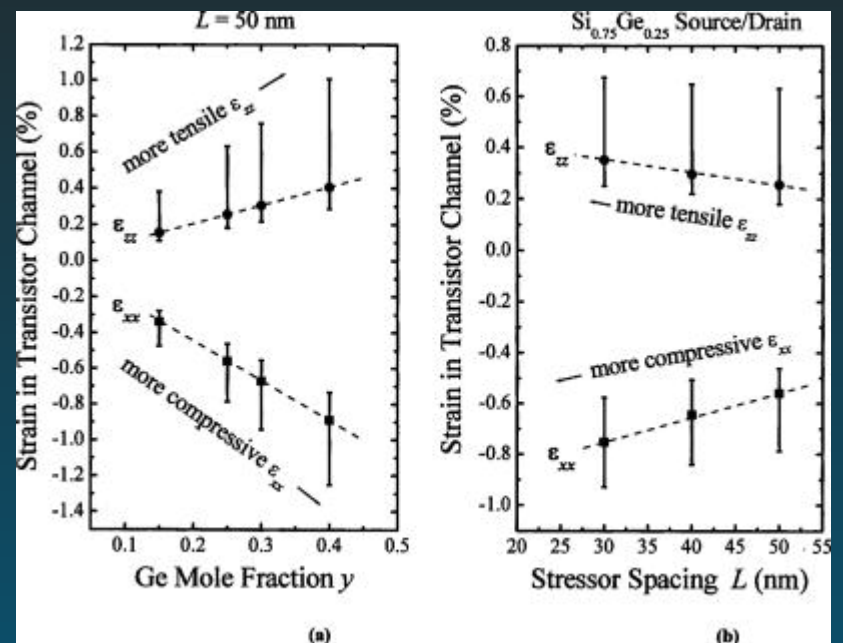 L = 50 nm
Strain in Transistor Channel (%)
1.2
1.0
0.8
0.6
0.4
0.2
0.0
-0.2
-0.4
-0.6
-0.8
-1.0
-1.2
-1.4
more tensile εzz
εzz
εxx
more compressive εxx
0.1 0.2 0.3 0.4 0.5
Ge Mole Fraction y
(a)
Si0.75Ge0.25 Source/Drain
Strain in Transistor Channel (%)
0.8
0.6
0.4
0.2
0.0
-0.2
-0.4
-0.6
-0.8
-1.0
εzz
more tensile εzz
more compressive εxx
εxx
20 25 30 35 40 45 50 55
Stressor Spacing L (nm)
(b)